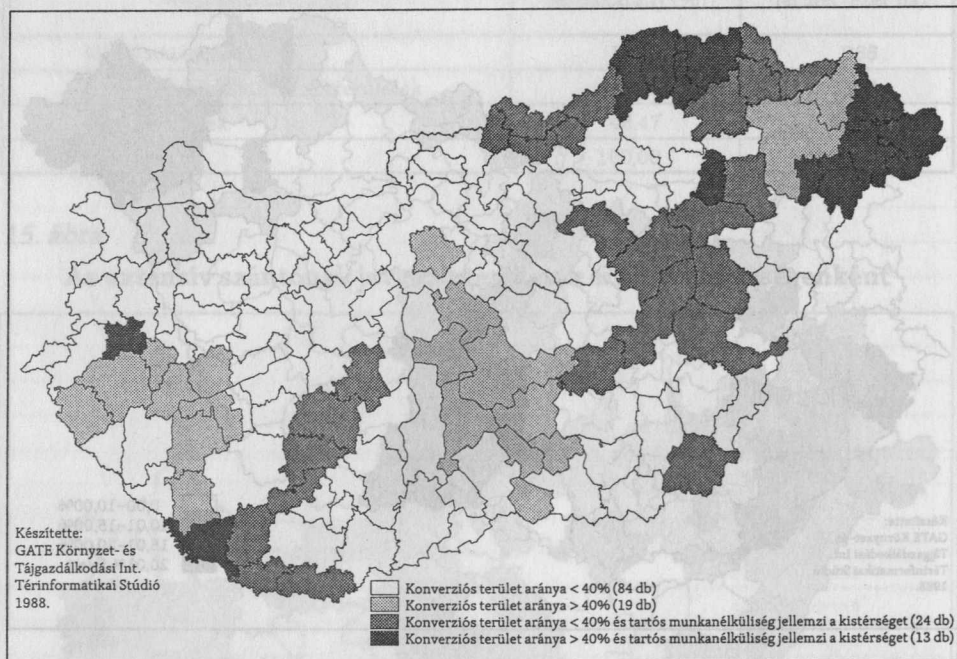 Készítette:
GATE Környzet- és
Tájgazdálkodási Int.
Térinformatikai Stúdió
1988.
Konverziós terület aránya < 40% (84 db)
Konverziós terület aránya > 40% (19 db)
Konverziós terület aránya < 40% és tartós munkanélküliség jellemzi a kistérséget (24 db)
Konverziós terület aránya > 40% és tartós munkanélküliség jellemzi a kistérséget (13 db)